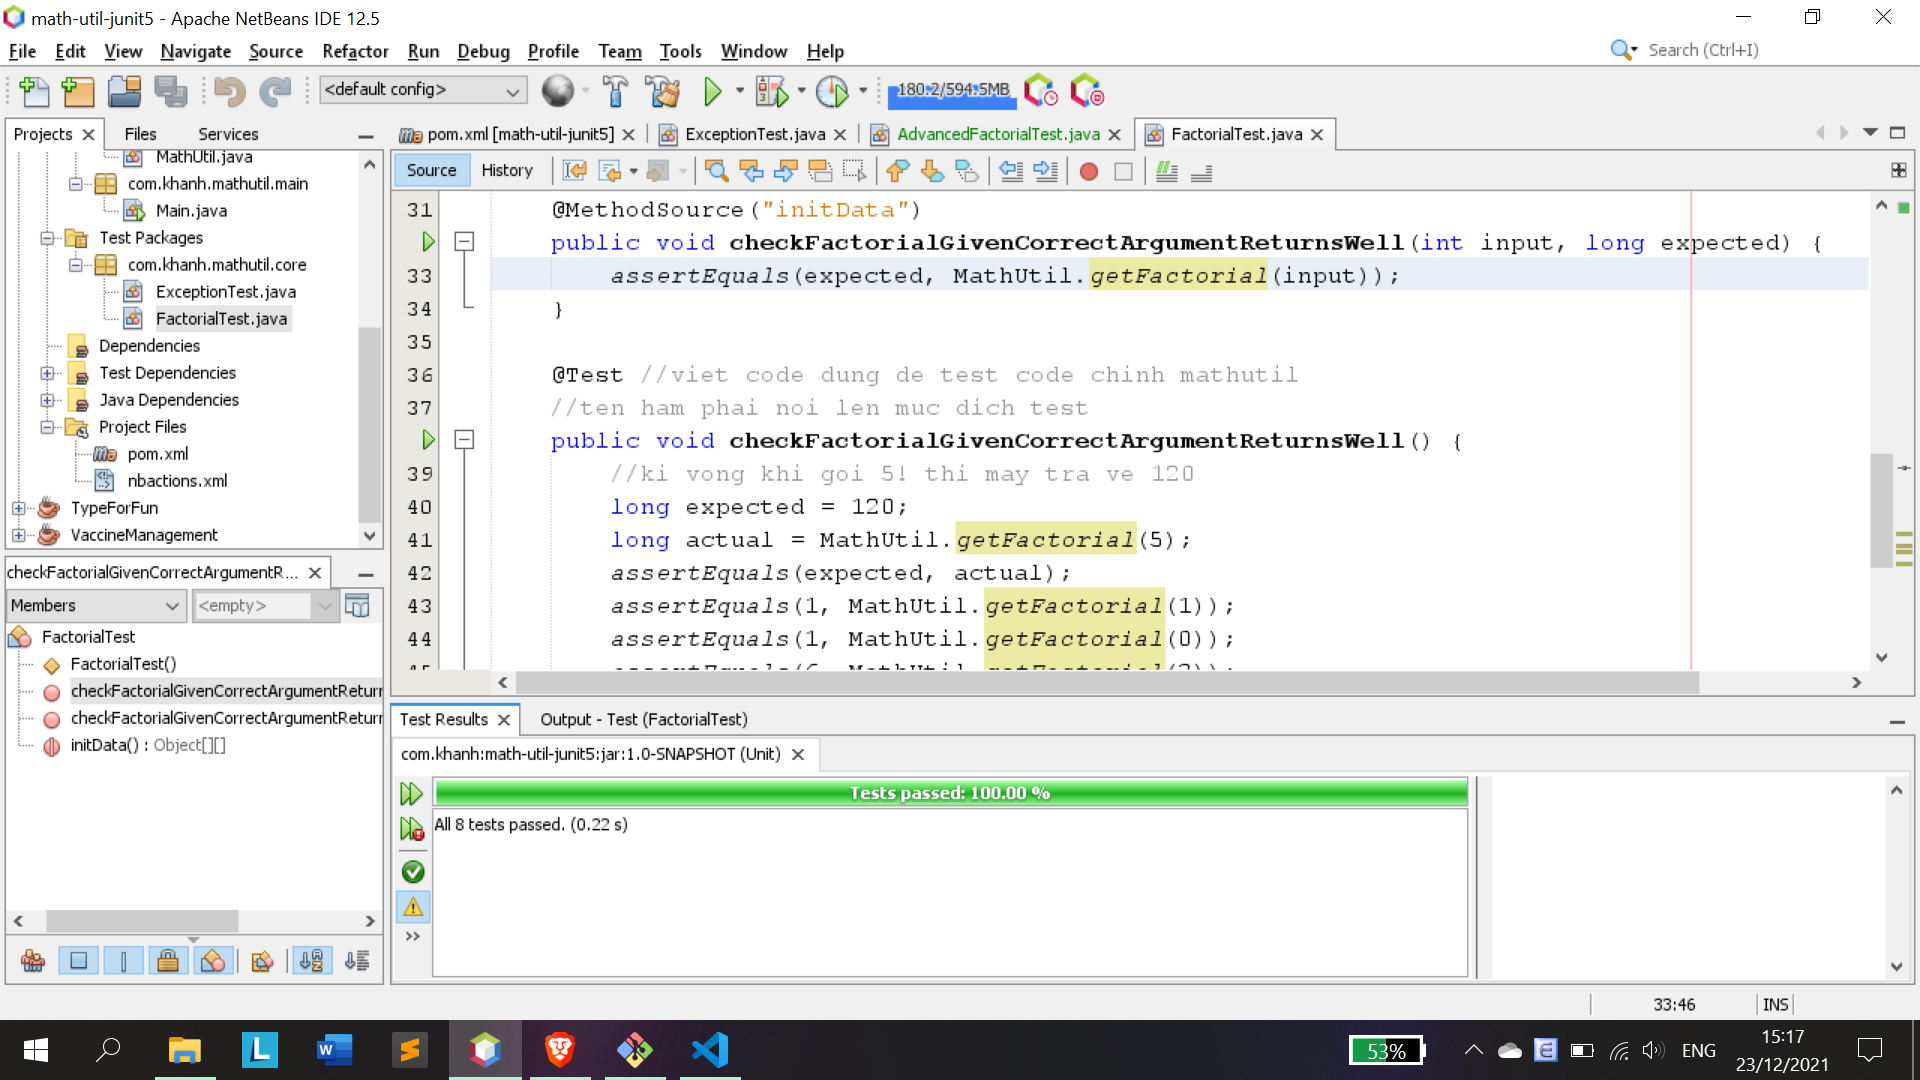 math-util-junit5 - Apache NetBeans IDE 12.5
File Edit View Navigate Source Refactor Run Debug Profile Team Tools Window Help
Search (Ctrl+I)
<default config>
180.2/594.5MB
Projects Files Services
pom.xml [math-util-junit5] ExceptionTest.java AdvancedFactorialTest.java FactorialTest.java
Source History
MathUtil.java
com.khanh.mathutil.main
Main.java
Test Packages
com.khanh.mathutil.core
ExceptionTest.java
FactorialTest.java
Dependencies
Test Dependencies
Java Dependencies
Project Files
pom.xml
nbactions.xml
TypeForFun
VaccineManagement
31 @MethodSource("initData")
public void checkFactorialGivenCorrectArgumentReturnsWell(int input, long expected) {
33 assertEquals(expected, MathUtil.getFactorial(input));
34 }
35
36 @Test //viet code dung de test code chinh mathutil
37 //ten ham phai noi len muc dich test
public void checkFactorialGivenCorrectArgumentReturnsWell() {
39 //ki vong khi goi 5! thi may tra ve 120
40 long expected = 120;
41 long actual = MathUtil.getFactorial(5);
42 assertEquals(expected, actual);
43 assertEquals(1, MathUtil.getFactorial(1));
44 assertEquals(1, MathUtil.getFactorial(0));
checkFactorialGivenCorrectArgumentR...
Members <empty>
FactorialTest
FactorialTest()
checkFactorialGivenCorrectArgumentReturn
checkFactorialGivenCorrectArgumentReturn
initData() : Object[][]
Test Results Output - Test (FactorialTest)
com.khanh:math-util-junit5:jar:1.0-SNAPSHOT (Unit)
Tests passed: 100.00 %
All 8 tests passed. (0.22 s)
33:46 INS
53%
ENG
15:17
23/12/2021